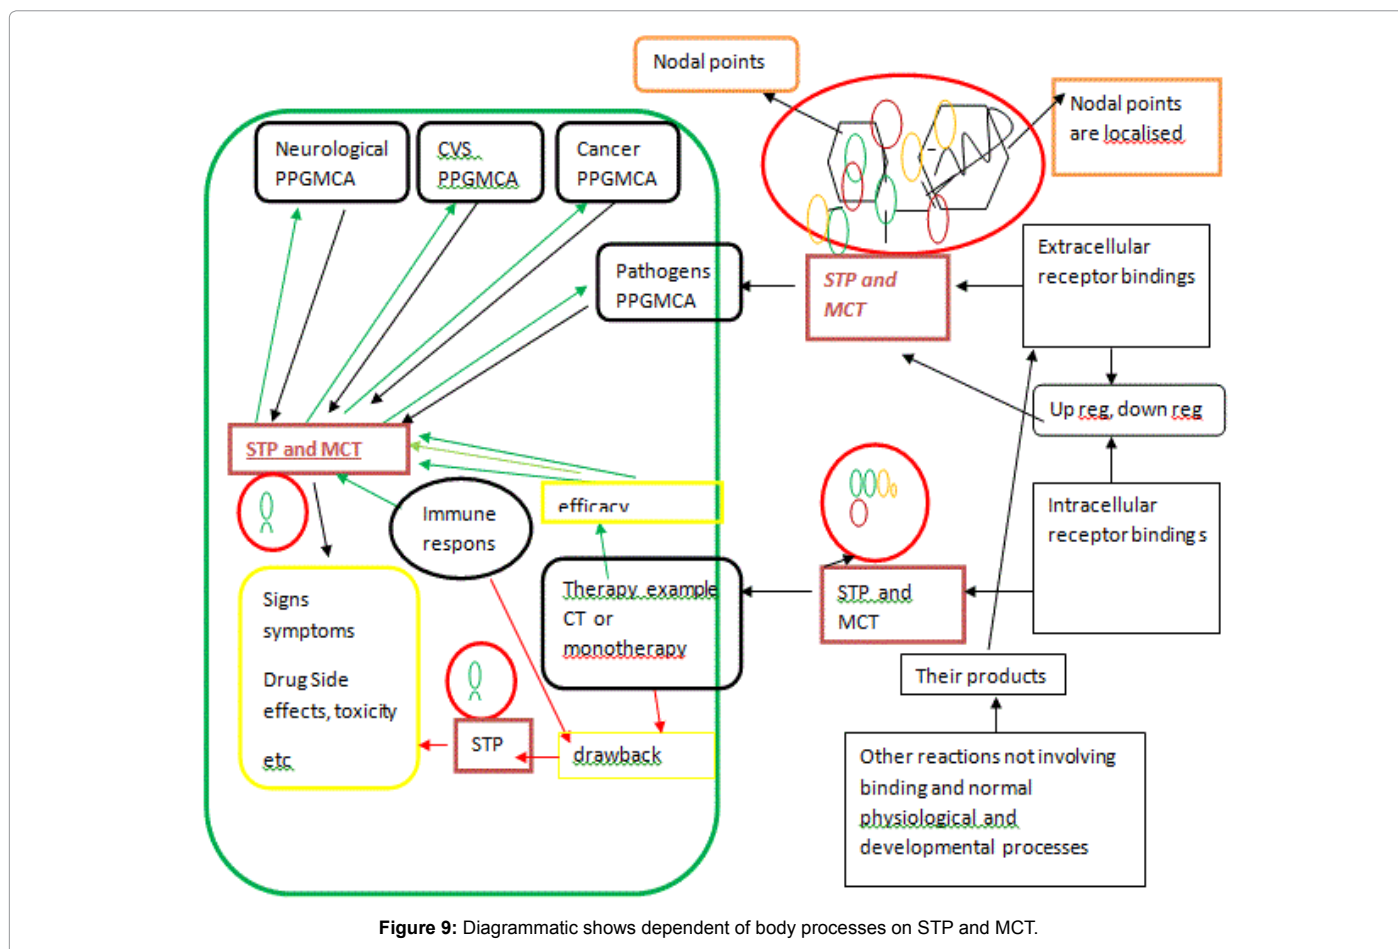 Nodal points
Nodal points
are localised
Neurological
PPGMCA
CVS
PPGMCA
Cancer
PPGMCA
Pathogens
PPGMCA
STP and
MCT
Extracellular
receptor bindings
Up reg, down reg
STP and MCT
Immune
respons
efficacy
Intracellular
receptor binding s
Therapy example
CT or
monotherapy
STP and
MCT
Signs
symptoms
Drug Side
effects, toxicity
etc
STP
drawback
Their products
Other reactions not involving
binding and normal
physiological and
developmental processes
Figure 9: Diagrammatic shows dependent of body processes on STP and MCT.